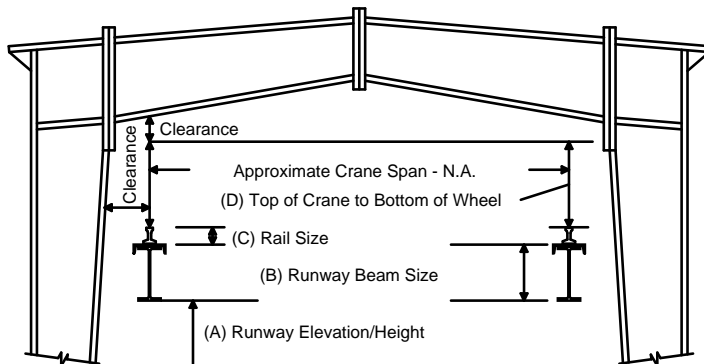 Clearance
Clearance
Approximate Crane Span - N.A.
(D) Top of Crane to Bottom of Wheel
(C) Rail Size
(B) Runway Beam Size
(A) Runway Elevation/Height